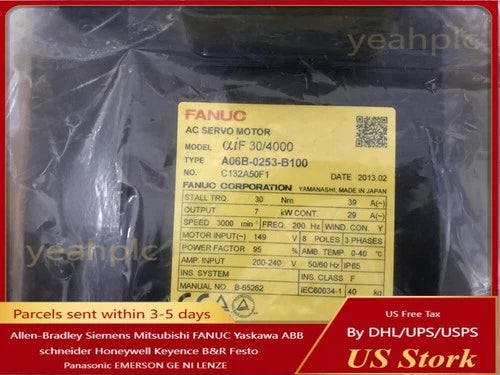 yeahplc
FANUC
AC SERVO MOTOR
MODEL αiF 30/4000
TYPE A06B-0253-B100
NO. C132A50F1 DATE 2013.02
FANUC CORPORATION YAMANASHI, MADE IN JAPAN
STALL TRQ. 30 Nm 39 A(~)
OUTPUT 7 kW CONT. 29 A(~)
SPEED 3000 min⁻¹ FREQ. 200 Hz WIND. CON. Y
MOTOR INPUT(~) 149 V 8 POLES 3 PHASES
POWER FACTOR 95 % AMB. TEMP. 0-40 °C
AMP. INPUT 200-240 V 50/60 Hz IP65
INS. SYSTEM INS. CLASS F
MANUAL NO. B-65262 IEC60034-1 40 kg
yeahplc
yeahplc
Parcels sent within 3-5 days
US Free Tax
Allen-Bradley Siemens Mitsubishi FANUC Yaskawa ABB
schneider Honeywell Keyence B&R Festo
Panasonic EMERSON GE NI LENZE
By DHL/UPS/USPS
US Stork